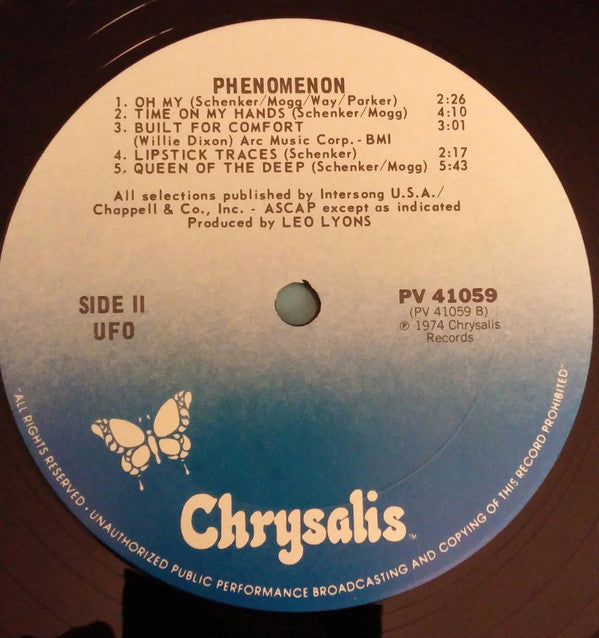 PHENOMENON
1. OH MY (Schenker/Mogg/Way/Parker) 2:26
2. TIME ON MY HANDS (Schenker/Mogg) 4:10
3. BUILT FOR COMFORT 3:01
(Willie Dixon) Arc Music Corp. - BMI
4. LIPSTICK TRACES (Schenker) 2:17
5. QUEEN OF THE DEEP (Schenker/Mogg) 5:43
All selections published by Intersong U.S.A./
Chappell & Co., Inc. - ASCAP except as indicated
Produced by LEO LYONS
SIDE II
UFO
PV 41059
(PV 41059 B)
℗ 1974 Chrysalis
Records
Chrysalis™
ALL RIGHTS RESERVED · UNAUTHORIZED PUBLIC PERFORMANCE BROADCASTING AND COPYING OF THIS RECORD PROHIBITED